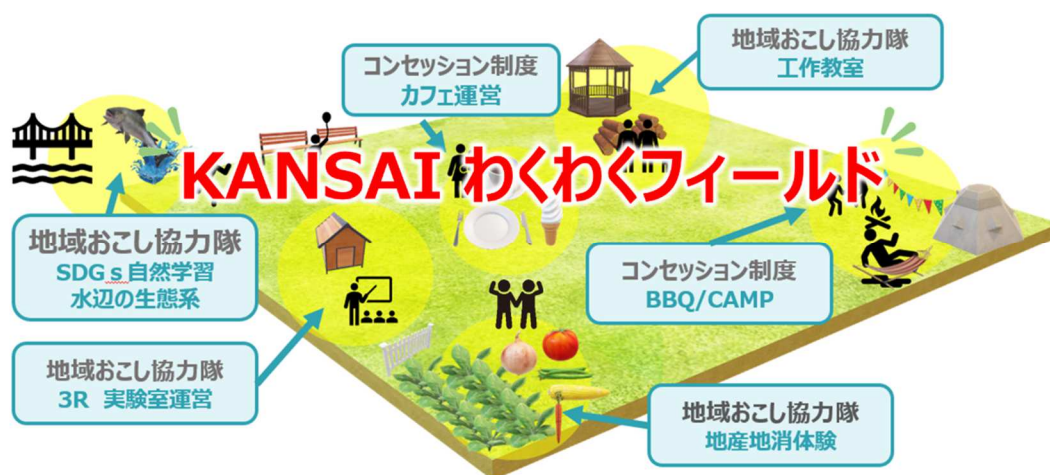 コンセッション制度
カフェ運営
地域おこし協力隊
工作教室
KANSAI わくわくフィールド
地域おこし協力隊
SDGｓ自然学習
水辺の生態系
コンセッション制度
BBQ/CAMP
地域おこし協力隊
3R 実験室運営
地域おこし協力隊
地産地消体験